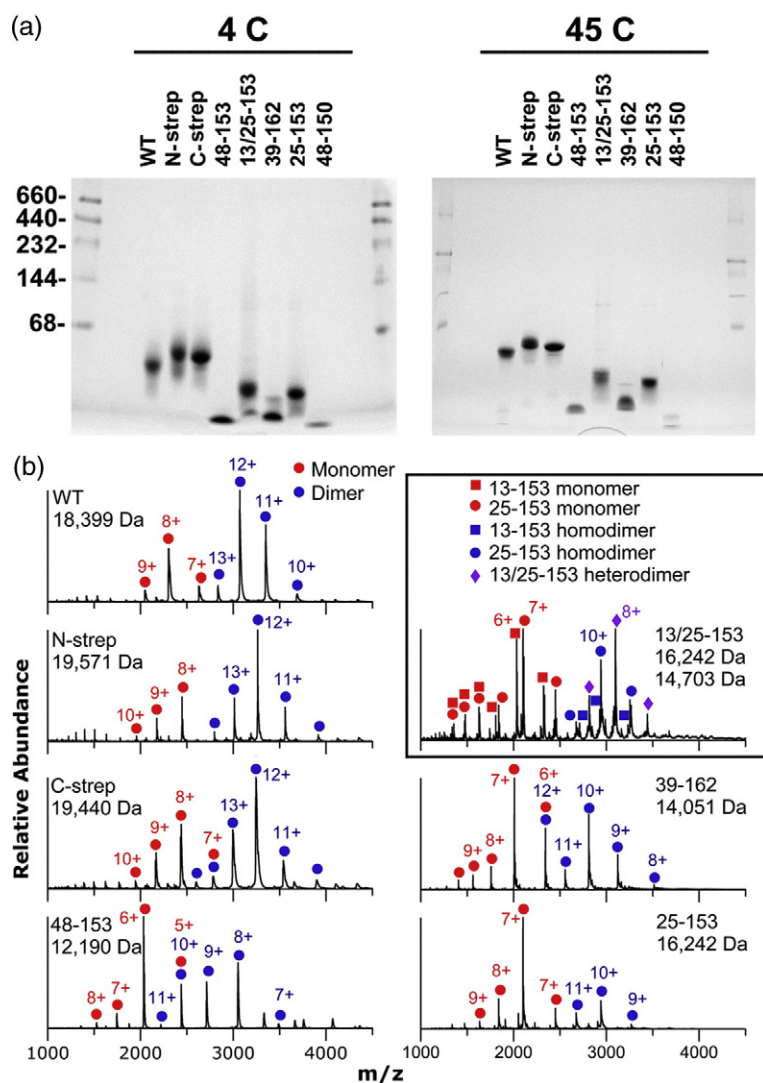 (a)
4 C
45 C
WT
N-strep
C-strep
48-153
13/25-153
39-162
25-153
48-150
WT
N-strep
C-strep
48-153
13/25-153
39-162
25-153
48-150
660-
440-
232-
144-
68-
(b)
Relative Abundance
Monomer
Dimer
WT
18,399 Da
9+
8+
7+
13+
12+
11+
10+
N-strep
19,571 Da
10+
9+
8+
13+
12+
11+
C-strep
19,440 Da
10+
9+
8+
7+
13+
12+
11+
48-153
12,190 Da
8+
7+
6+
11+
5+
10+
9+
8+
7+
1000 2000 3000 4000
13-153 monomer
25-153 monomer
13-153 homodimer
25-153 homodimer
13/25-153 heterodimer
6+
7+
10+
8+
13/25-153
16,242 Da
14,703 Da
39-162
14,051 Da
9+
8+
7+
6+
12+
11+
10+
9+
8+
25-153
16,242 Da
9+
8+
7+
7+
11+
10+
9+
1000 2000 3000 4000
m/z